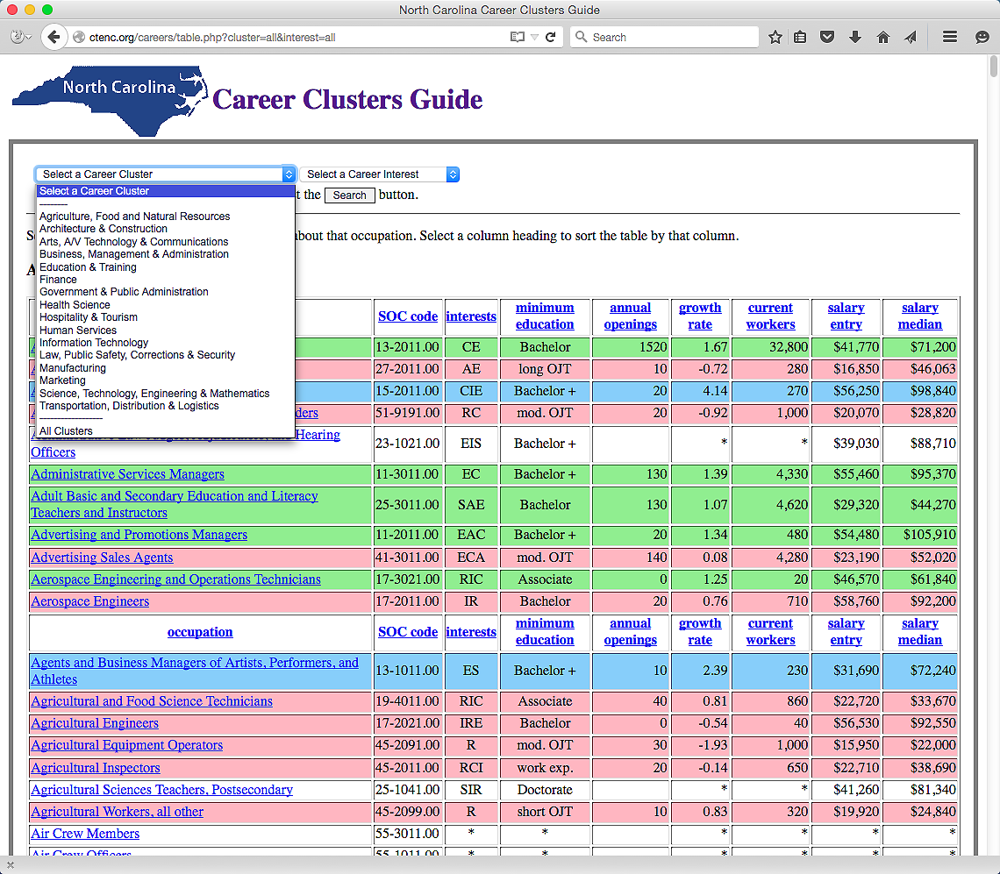 North Carolina Career Clusters Guide
ctenc.org/careers/table.php?cluster=all&interest=all
Search
North Carolina
Career Clusters Guide
Select a Career Cluster
Select a Career Interest
Select a Career Cluster
t the Search button.
--------
Agriculture, Food and Natural Resources
Architecture & Construction
Arts, A/V Technology & Communications
Business, Management & Administration
Education & Training
Finance
Government & Public Administration
Health Science
Hospitality & Tourism
Human Services
Information Technology
Law, Public Safety, Corrections & Security
Manufacturing
Marketing
Science, Technology, Engineering & Mathematics
Transportation, Distribution & Logistics
------------------
All Clusters
about that occupation. Select a column heading to sort the table by that column.
A
SOC code interests minimum education annual openings growth rate current workers salary entry salary median
13-2011.00 CE Bachelor 1520 1.67 32,800 $41,770 $71,200
27-2011.00 AE long OJT 10 -0.72 280 $16,850 $46,063
15-2011.00 CIE Bachelor + 20 4.14 270 $56,250 $98,840
ders 51-9191.00 RC mod. OJT 20 -0.92 1,000 $20,070 $28,820
Hearing Officers 23-1021.00 EIS Bachelor + * * $39,030 $88,710
Administrative Services Managers 11-3011.00 EC Bachelor + 130 1.39 4,330 $55,460 $95,370
Adult Basic and Secondary Education and Literacy Teachers and Instructors 25-3011.00 SAE Bachelor 130 1.07 4,620 $29,320 $44,270
Advertising and Promotions Managers 11-2011.00 EAC Bachelor + 20 1.34 480 $54,480 $105,910
Advertising Sales Agents 41-3011.00 ECA mod. OJT 140 0.08 4,280 $23,190 $52,020
Aerospace Engineering and Operations Technicians 17-3021.00 RIC Associate 0 1.25 20 $46,570 $61,840
Aerospace Engineers 17-2011.00 IR Bachelor 20 0.76 710 $58,760 $92,200
occupation SOC code interests minimum education annual openings growth rate current workers salary entry salary median
Agents and Business Managers of Artists, Performers, and Athletes 13-1011.00 ES Bachelor + 10 2.39 230 $31,690 $72,240
Agricultural and Food Science Technicians 19-4011.00 RIC Associate 40 0.81 860 $22,720 $33,670
Agricultural Engineers 17-2021.00 IRE Bachelor 0 -0.54 40 $56,530 $92,550
Agricultural Equipment Operators 45-2091.00 R mod. OJT 30 -1.93 1,000 $15,950 $22,000
Agricultural Inspectors 45-2011.00 RCI work exp. 20 -0.14 650 $22,710 $38,690
Agricultural Sciences Teachers, Postsecondary 25-1041.00 SIR Doctorate * * $41,260 $81,340
Agricultural Workers, all other 45-2099.00 R short OJT 10 0.83 320 $19,920 $24,840
Air Crew Members 55-3011.00 * * * * * *
Air Crew Officers 55-1011.00 * * * * * *